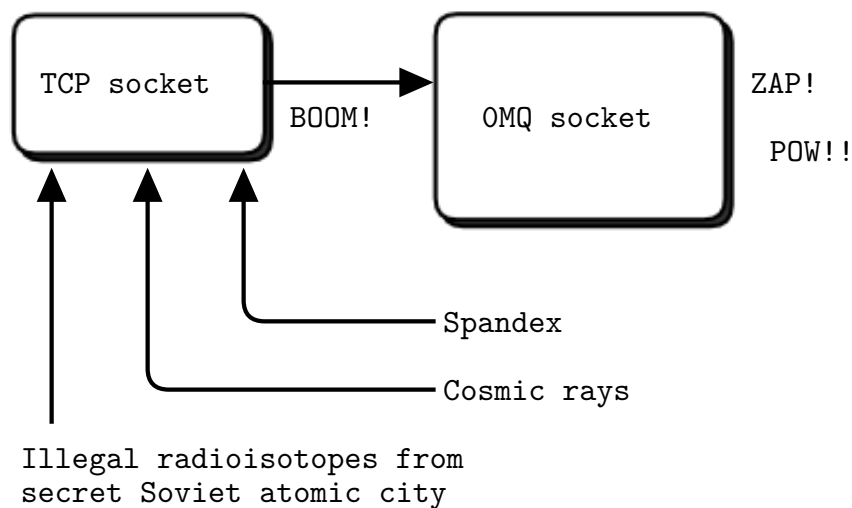 TCP socket
BOOM!
0MQ socket
ZAP!
POW!!
Spandex
Cosmic rays
Illegal radioisotopes from
secret Soviet atomic city